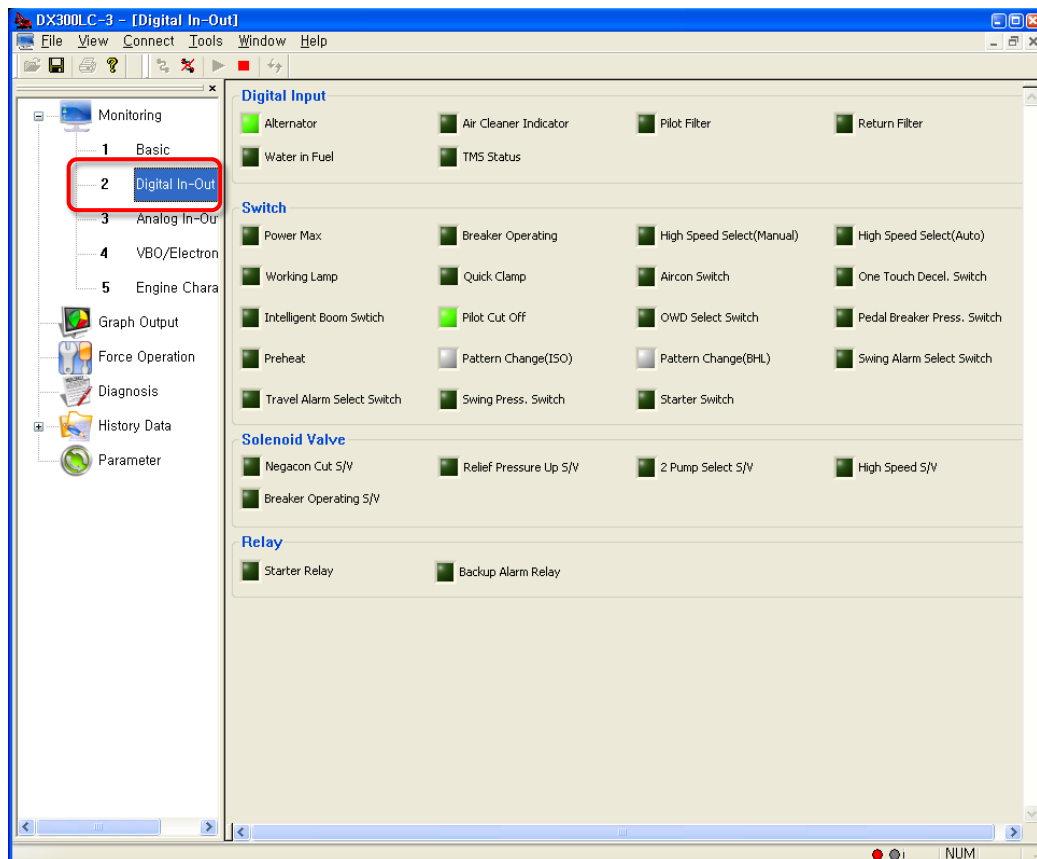 DX300LC-3 - [Digital In-Out]
File View Connect Tools Window Help
Monitoring
1 Basic
2 Digital In-Out
3 Analog In-Ou
4 VBO/Electron
5 Engine Chara
Graph Output
Force Operation
Diagnosis
History Data
Parameter
Digital Input
Alternator Air Cleaner Indicator Pilot Filter Return Filter
Water in Fuel TMS Status
Switch
Power Max Breaker Operating High Speed Select(Manual) High Speed Select(Auto)
Working Lamp Quick Clamp Aircon Switch One Touch Decel. Switch
Intelligent Boom Swtich Pilot Cut Off OWD Select Switch Pedal Breaker Press. Switch
Preheat Pattern Change(ISO) Pattern Change(BHL) Swing Alarm Select Switch
Travel Alarm Select Switch Swing Press. Switch Starter Switch
Solenoid Valve
Negacon Cut S/V Relief Pressure Up S/V 2 Pump Select S/V High Speed S/V
Breaker Operating S/V
Relay
Starter Relay Backup Alarm Relay
NUM